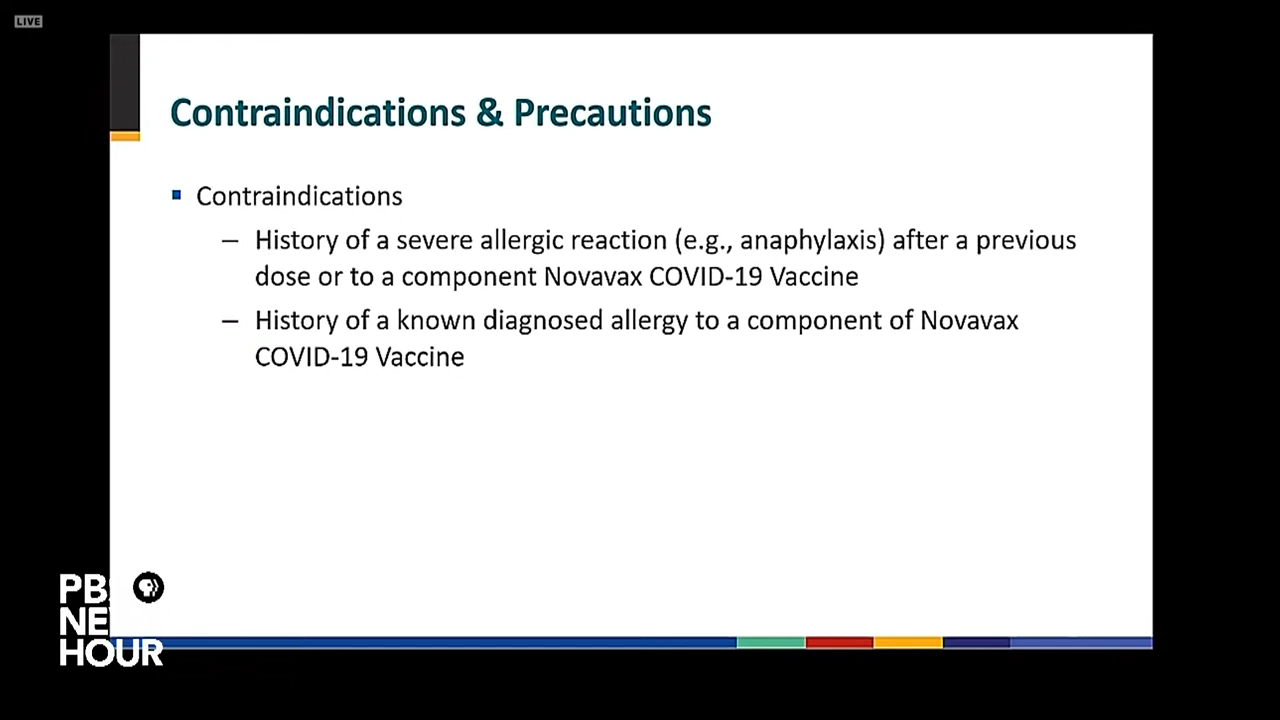 LIVE
Contraindications & Precautions
▪ Contraindications
– History of a severe allergic reaction (e.g., anaphylaxis) after a previous
dose or to a component Novavax COVID-19 Vaccine
– History of a known diagnosed allergy to a component of Novavax
COVID-19 Vaccine
PB
NE
HOUR